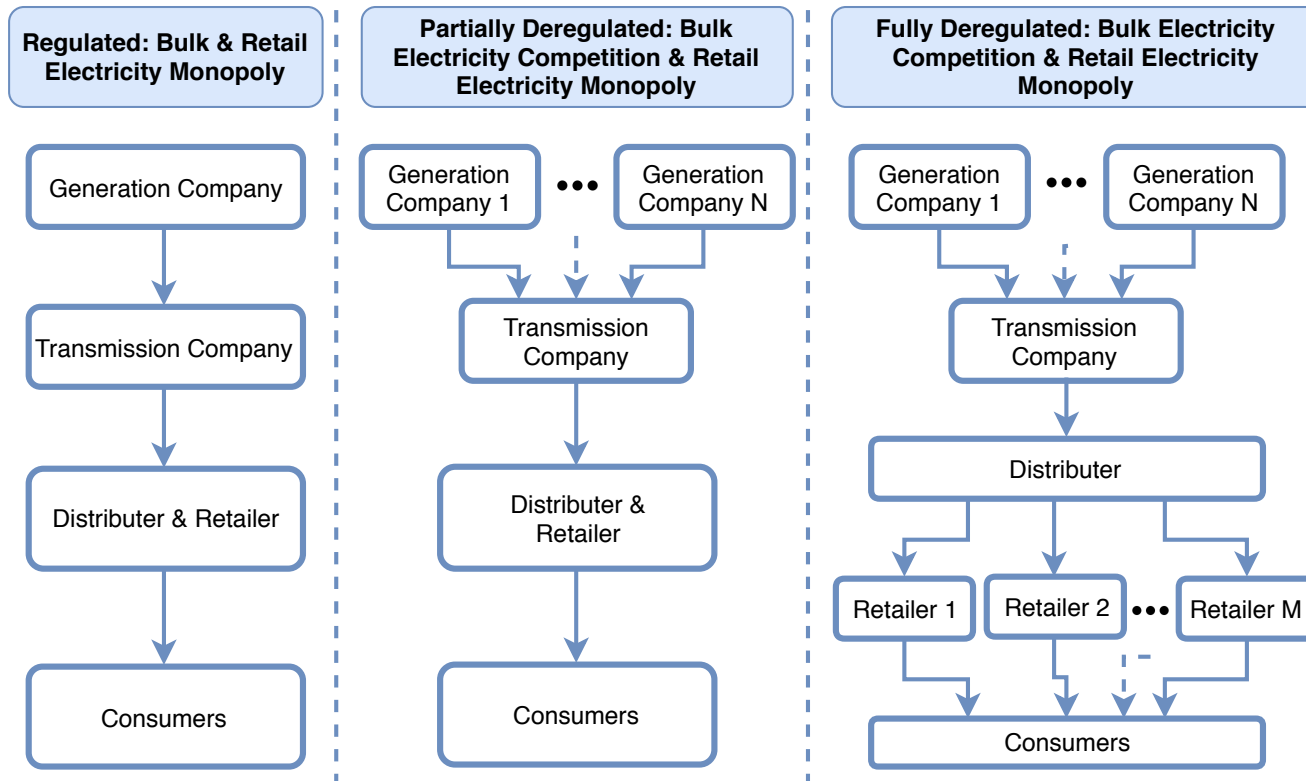 Regulated: Bulk & Retail
Electricity Monopoly
Generation Company
Transmission Company
Distributer & Retailer
Consumers
Partially Deregulated: Bulk
Electricity Competition & Retail
Electricity Monopoly
Generation
Company 1
•••
Generation
Company N
Transmission
Company
Distributer &
Retailer
Consumers
Fully Deregulated: Bulk Electricity
Competition & Retail Electricity
Monopoly
Generation
Company 1
•••
Generation
Company N
Transmission
Company
Distributer
Retailer 1
Retailer 2
•••
Retailer M
Consumers